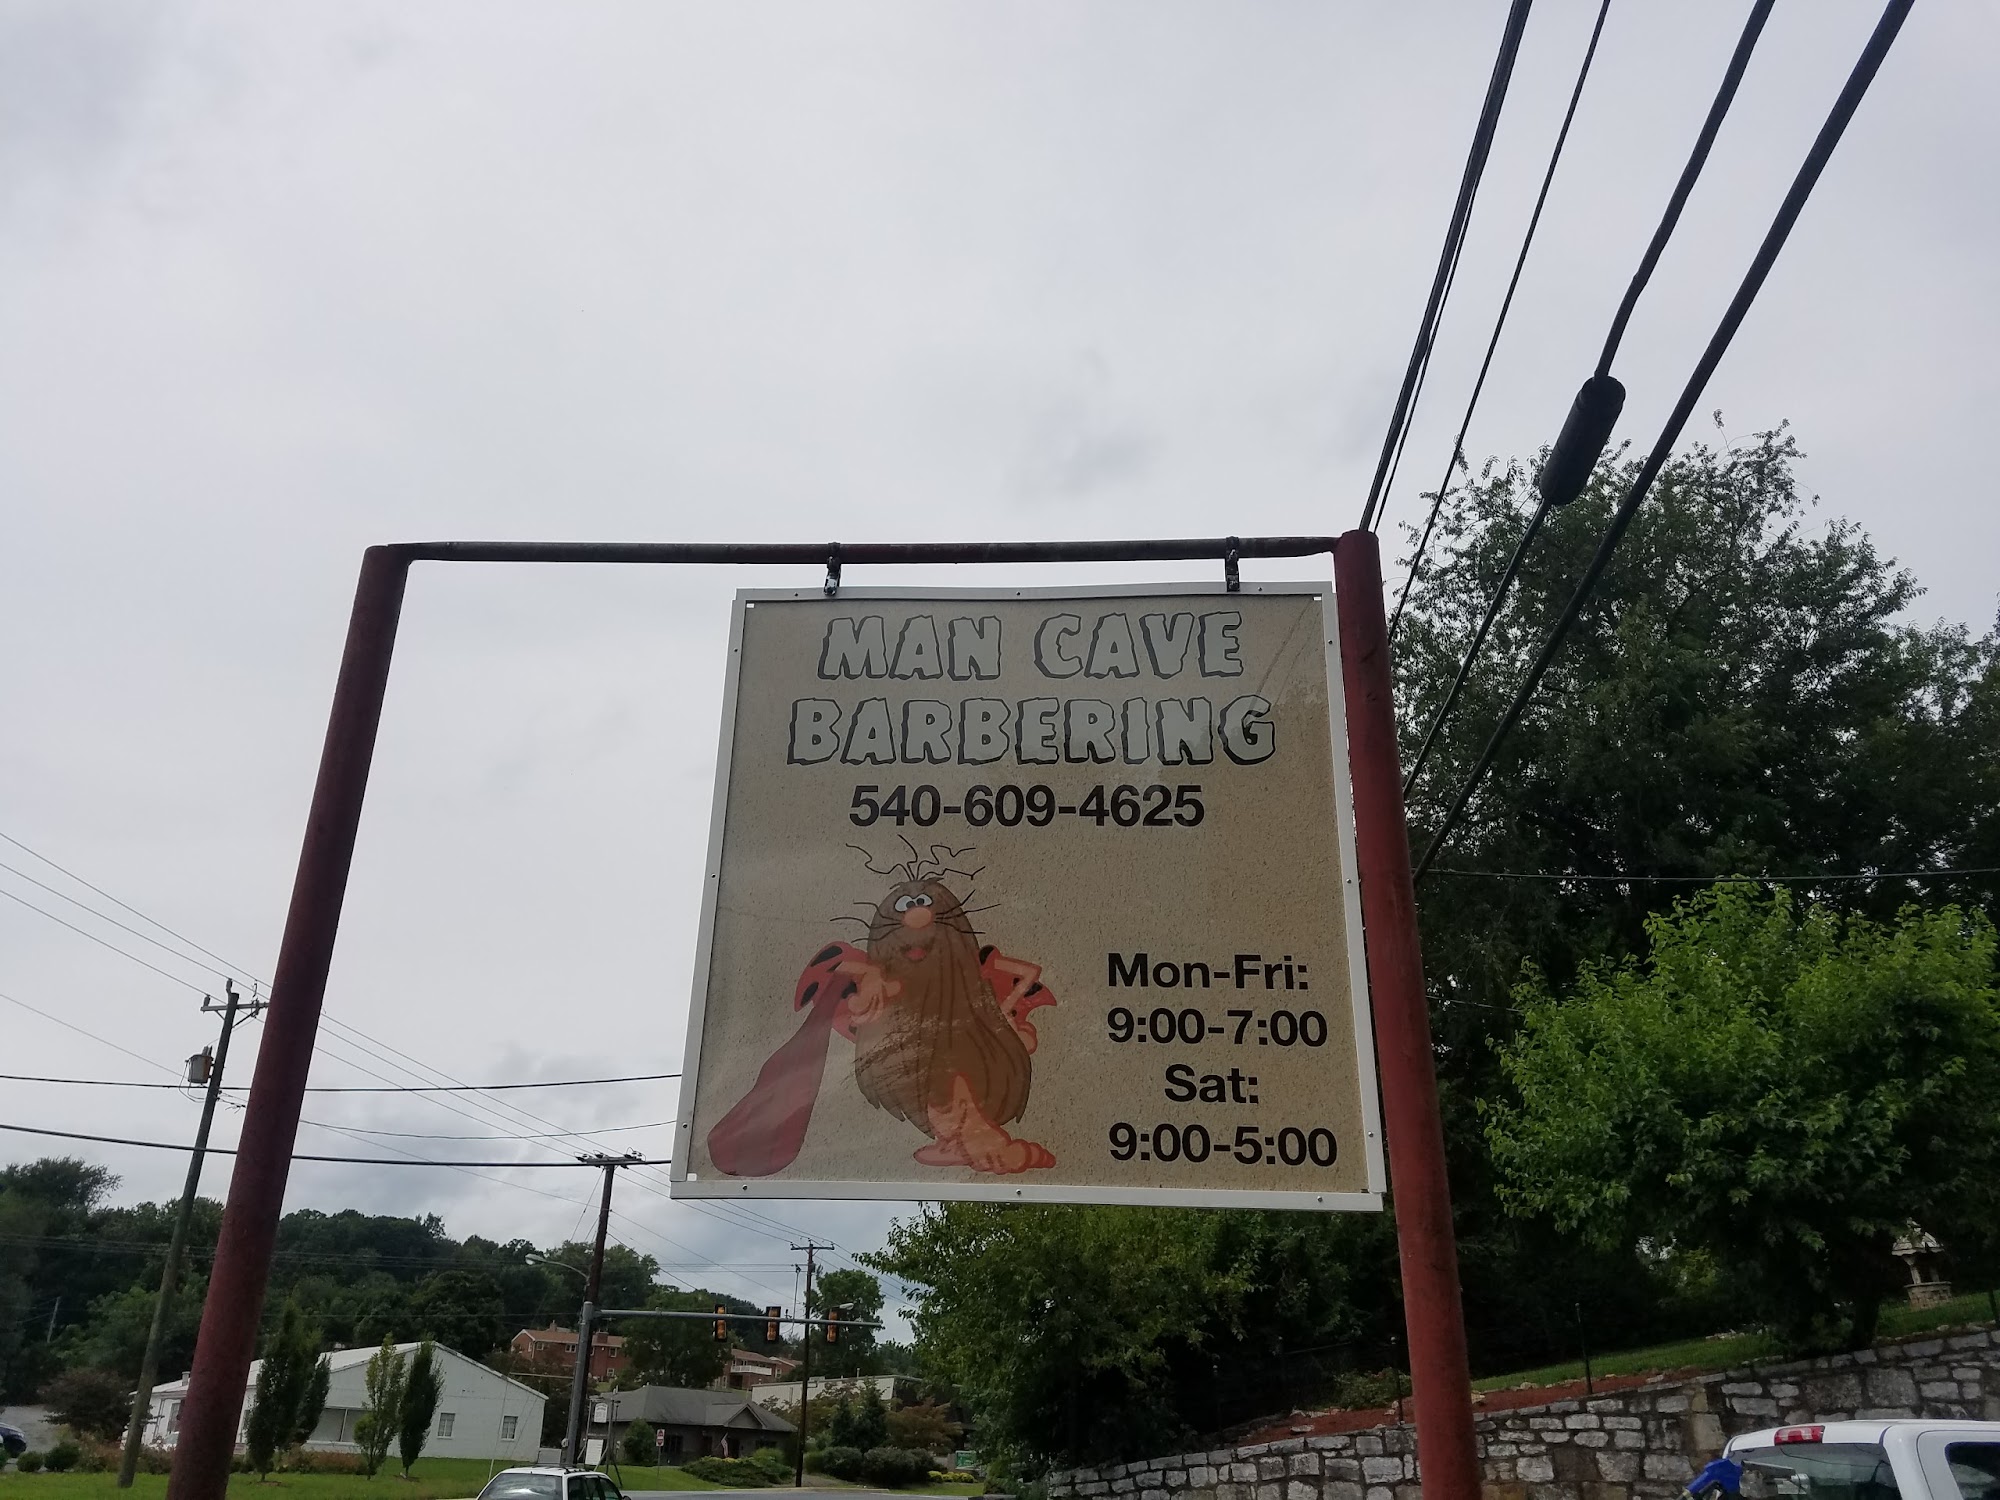 MAN CAVE
BARBERING
540-609-4625
Mon-Fri:
9:00-7:00
Sat:
9:00-5:00